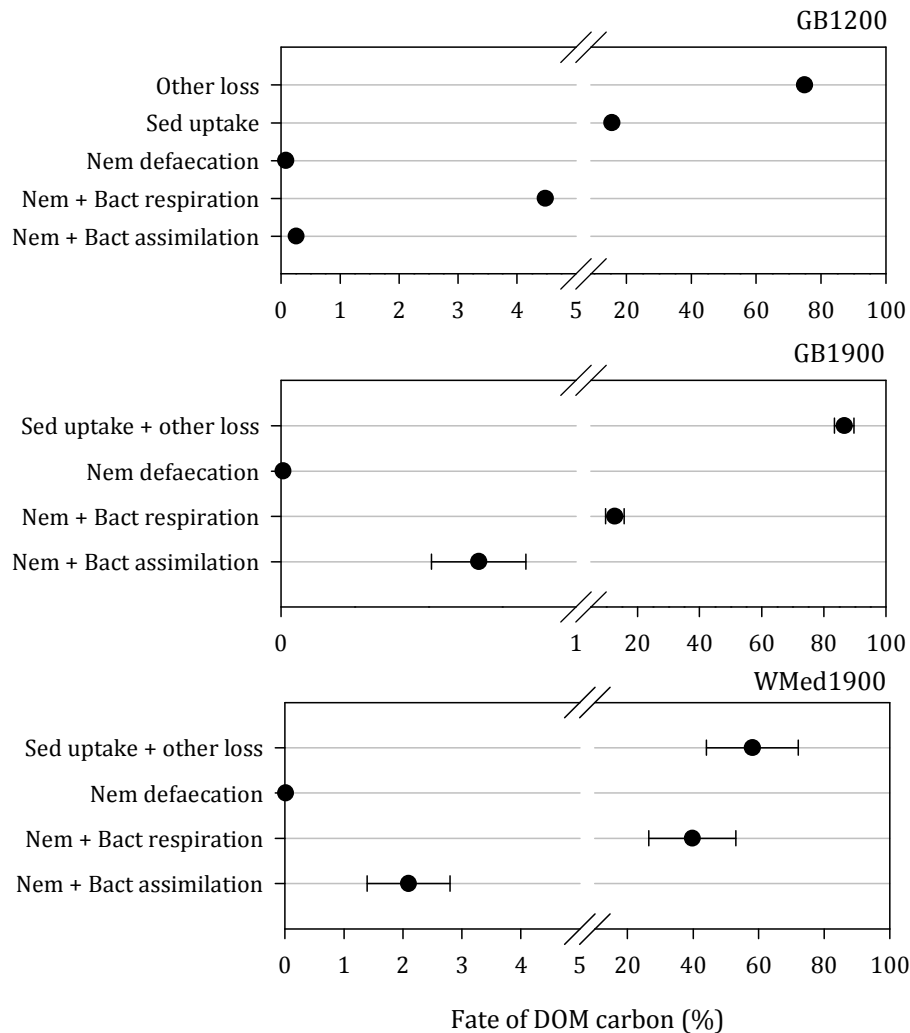 GB1200
Other loss
Sed uptake
Nem defaecation
Nem + Bact respiration
Nem + Bact assimilation
0 1 2 3 4 5 20 40 60 80 100
GB1900
Sed uptake + other loss
Nem defaecation
Nem + Bact respiration
Nem + Bact assimilation
0 1 20 40 60 80 100
WMed1900
Sed uptake + other loss
Nem defaecation
Nem + Bact respiration
Nem + Bact assimilation
0 1 2 3 4 5 20 40 60 80 100
Fate of DOM carbon (%)